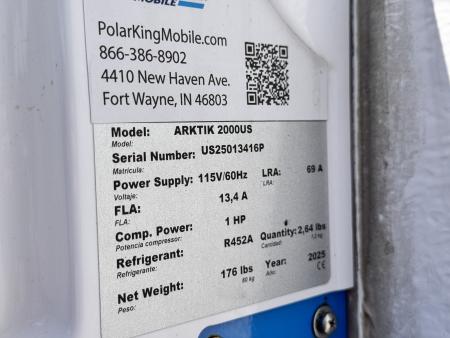 MOBILE
PolarKingMobile.com
866-386-8902
4410 New Haven Ave.
Fort Wayne, IN 46803
Model: ARKTIK 2000US
Model:
Serial Number: US25013416P
Matricula:
Power Supply: 115V/60Hz LRA: 69 A
Voltaje: LRA:
FLA: 13,4 A
FLA:
Comp. Power: 1 HP
Potencia compressor:
Refrigerant: R452A Quantity: 2,64 lbs
Refrigerante: Cantidad: 1,2 kg
Net Weight: 176 lbs Year: 2025
Peso: 80 kg Año: CE